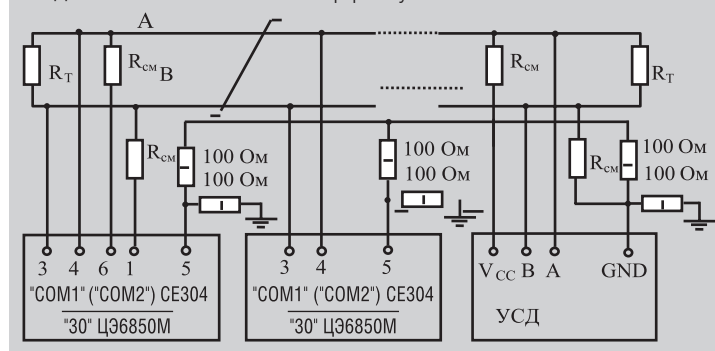 A
R_T
R_см
B
R_см
R_T
R_см
100 Ом
100 Ом
100 Ом
100 Ом
R_см
100 Ом
100 Ом
3 4 6 1 5
3 4 5
V_CC B A GND
"COM1" ("COM2") CE304
"30" ЦЭ6850М
"COM1" ("COM2") CE304
"30" ЦЭ6850М
УСД